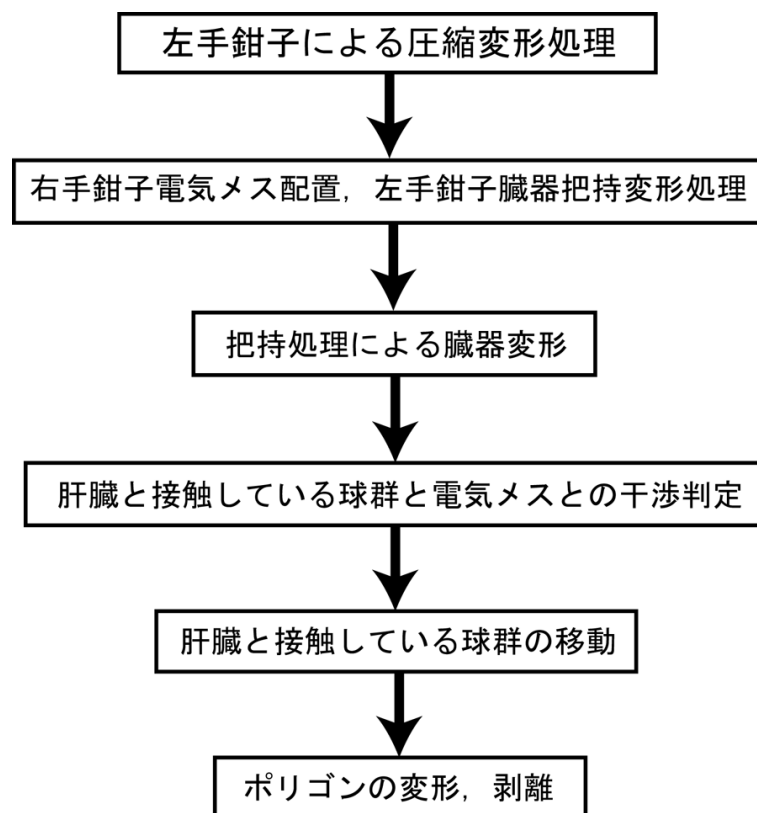 左手鉗子による圧縮変形処理
右手鉗子電気メス配置，左手鉗子臓器把持変形処理
把持処理による臓器変形
肝臓と接触している球群と電気メスとの干渉判定
肝臓と接触している球群の移動
ポリゴンの変形，剥離